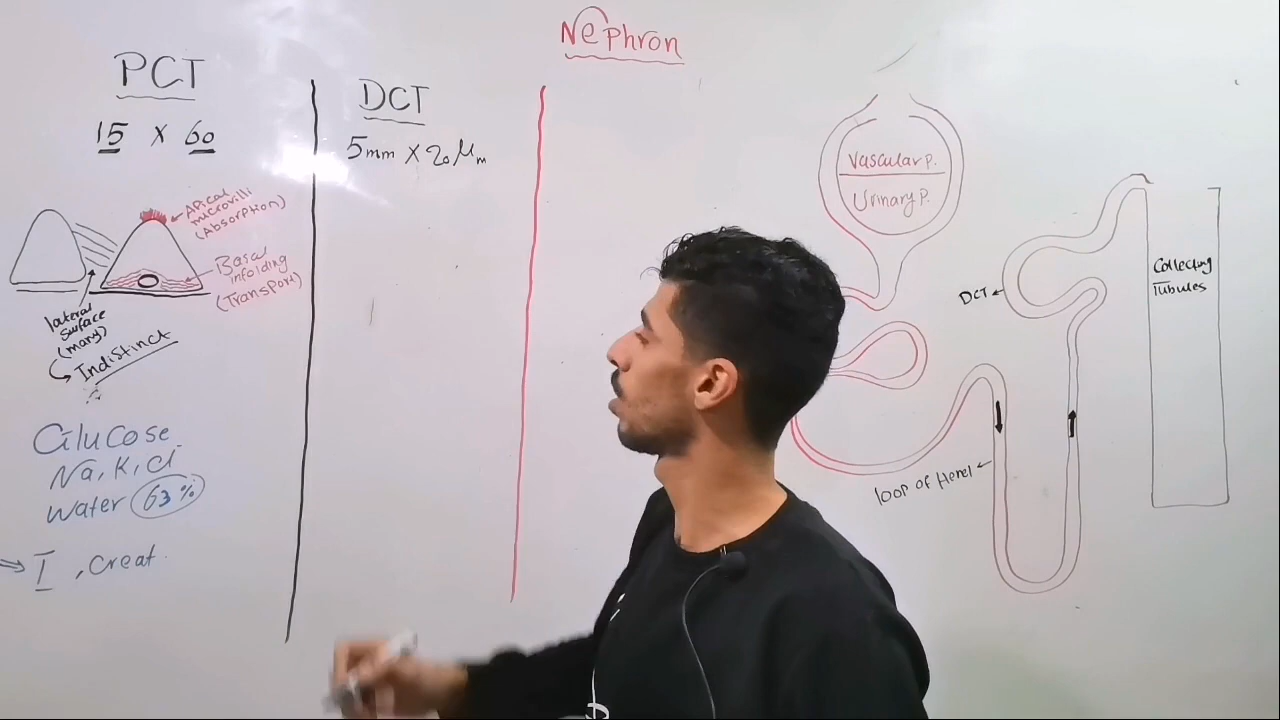 Nephron
PCT
15 x 60
Apical
microvilli
(Absorption)
Basal
infolding
(Transport)
lateral
surface
(many)
Indistinct
Glucose
Na, K, Cl
water 63%
⇒ I, creat.
DCT
5mm x 20 μm
Vascular P.
Urinary P.
DCT
Collecting
Tubules
loop of Henel